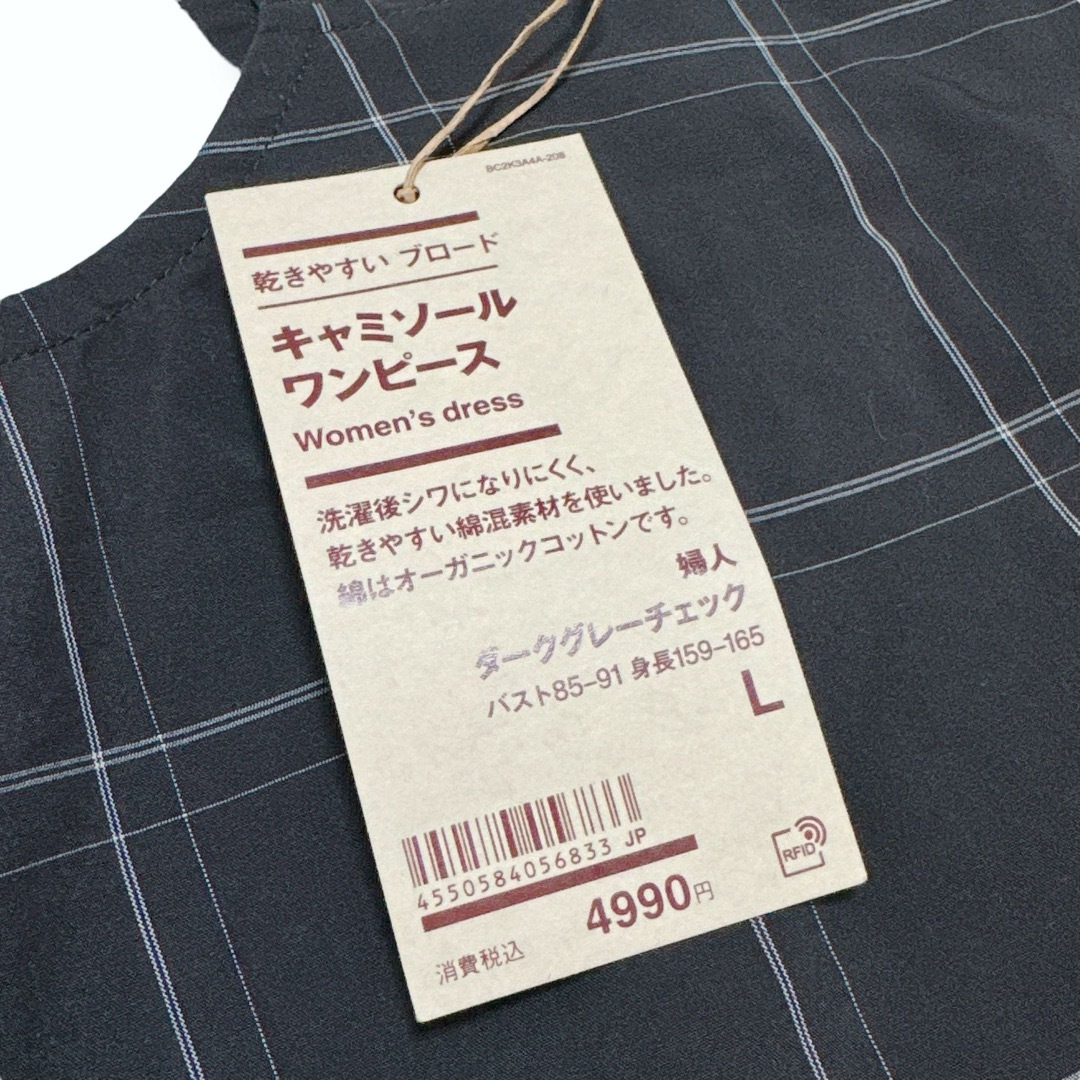 BC2K3A4A-208
乾きやすい ブロード
キャミソール
ワンピース
Women's dress
洗濯後シワになりにくく、
乾きやすい綿混素材を使いました。
綿はオーガニックコットンです。
婦人
ダークグレーチェック
バスト85-91 身長159-165
L
4550584056833 JP
RFID
4990円
消費税込